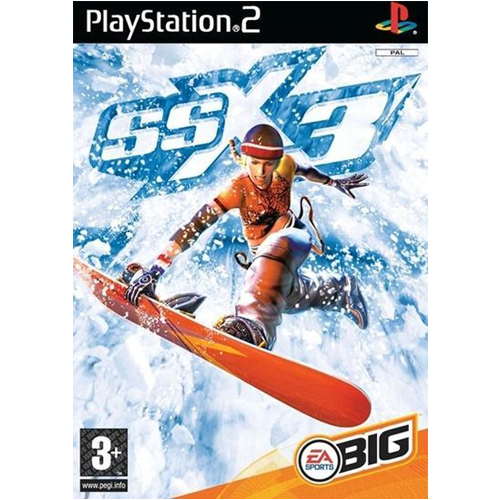 PlayStation®2
PAL
SSX3
3+
www.pegi.info
EA
SPORTS
BIG